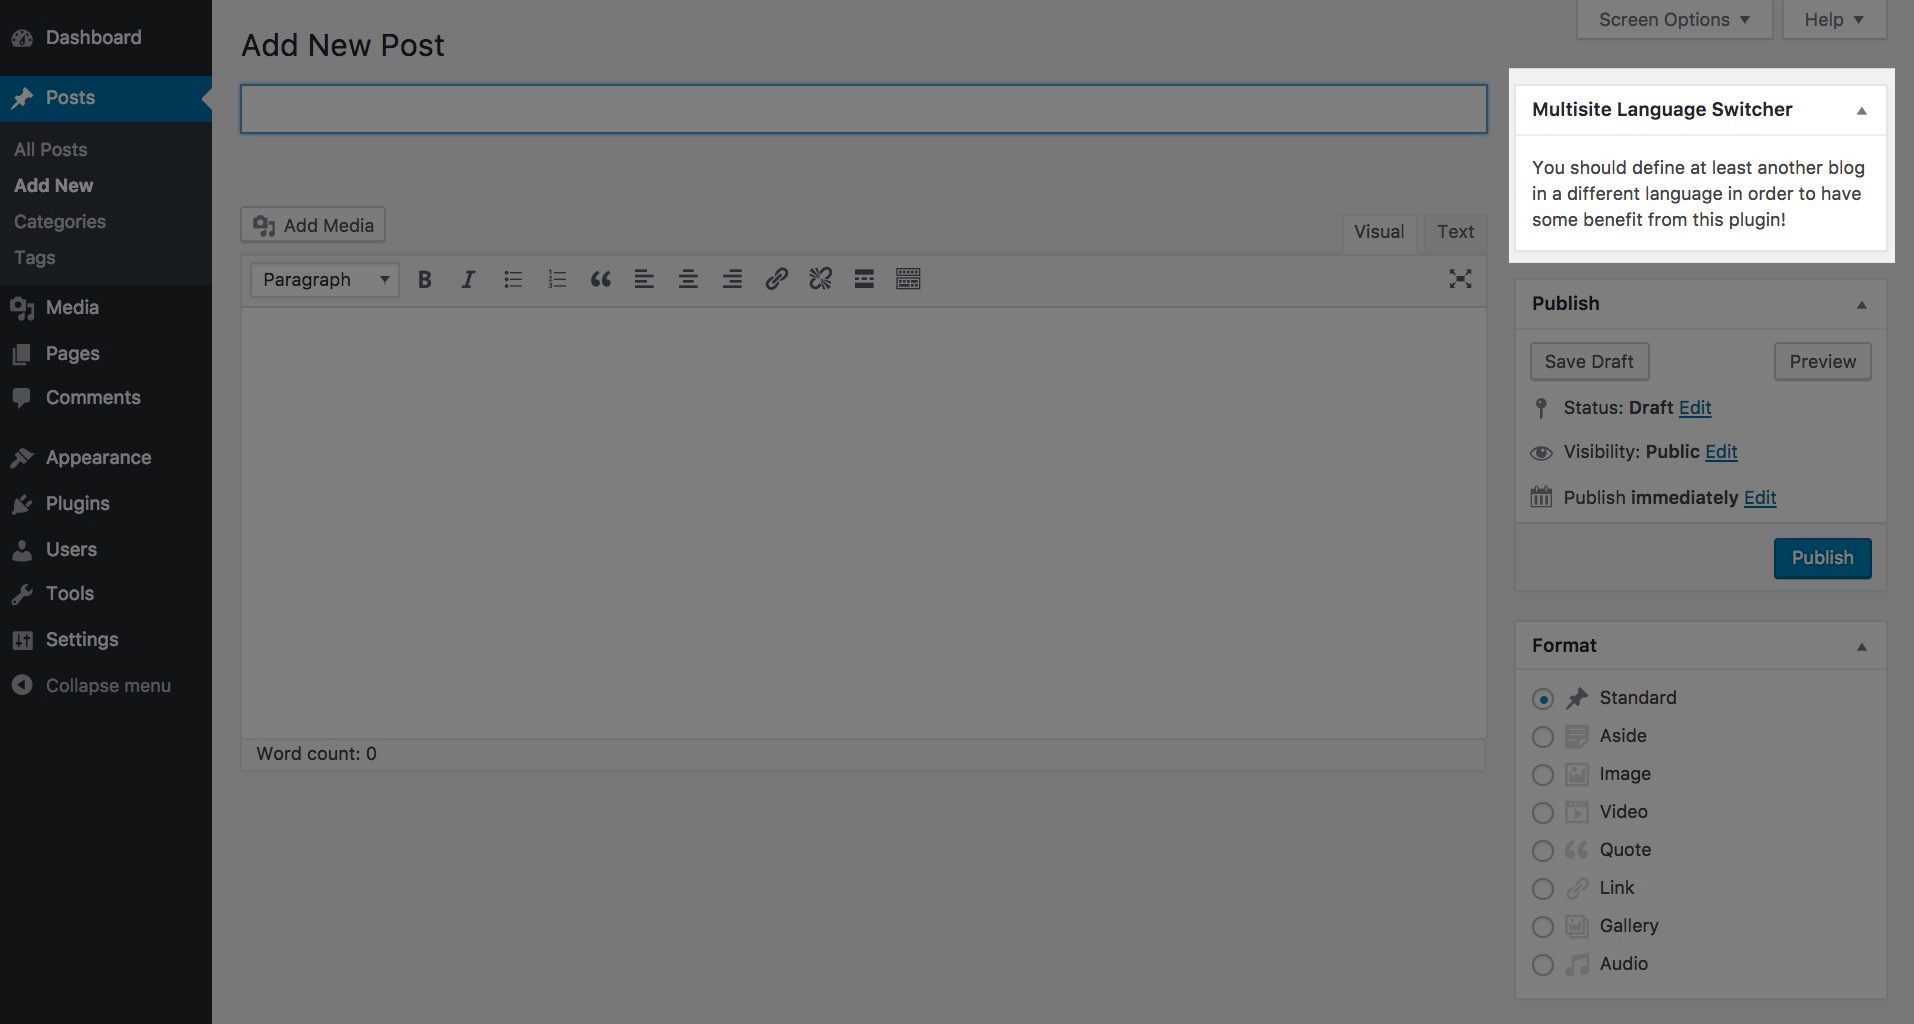 Dashboard
Posts
All Posts
Add New
Categories
Tags
Media
Pages
Comments
Appearance
Plugins
Users
Tools
Settings
Collapse menu
Screen Options
Help
Add New Post
Add Media
Visual
Text
Paragraph
Word count: 0
Multisite Language Switcher
You should define at least another blog
in a different language in order to have
some benefit from this plugin!
Publish
Save Draft
Preview
Status: Draft Edit
Visibility: Public Edit
Publish immediately Edit
Publish
Format
Standard
Aside
Image
Video
Quote
Link
Gallery
Audio